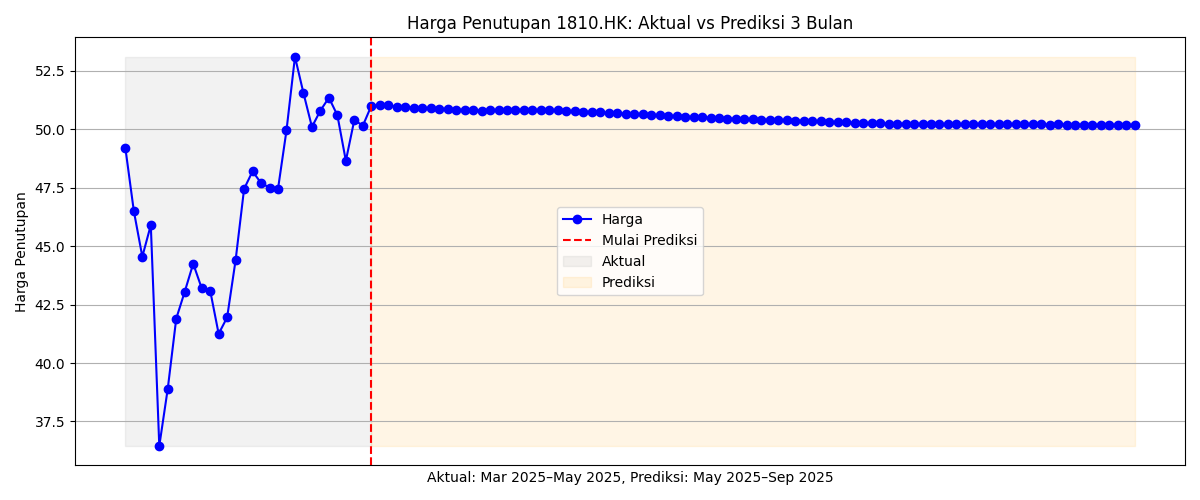 Harga Penutupan 1810.HK: Aktual vs Prediksi 3 Bulan
Harga Penutupan
52.5
50.0
47.5
45.0
42.5
40.0
37.5
Harga
Mulai Prediksi
Aktual
Prediksi
Aktual: Mar 2025–May 2025, Prediksi: May 2025–Sep 2025